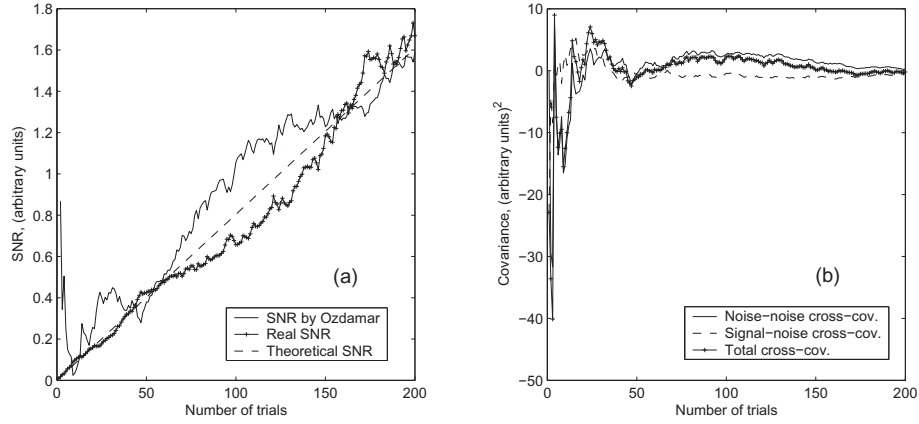 1.8
1.6
1.4
1.2
1
0.8
0.6
0.4
0.2
0
SNR, (arbitrary units)
(a)
SNR by Ozdamar
Real SNR
Theoretical SNR
0 50 100 150 200
Number of trials
10
0
−10
−20
−30
−40
−50
Covariance, (arbitrary units)²
(b)
Noise−noise cross−cov.
Signal−noise cross−cov.
Total cross−cov.
0 50 100 150 200
Number of trials